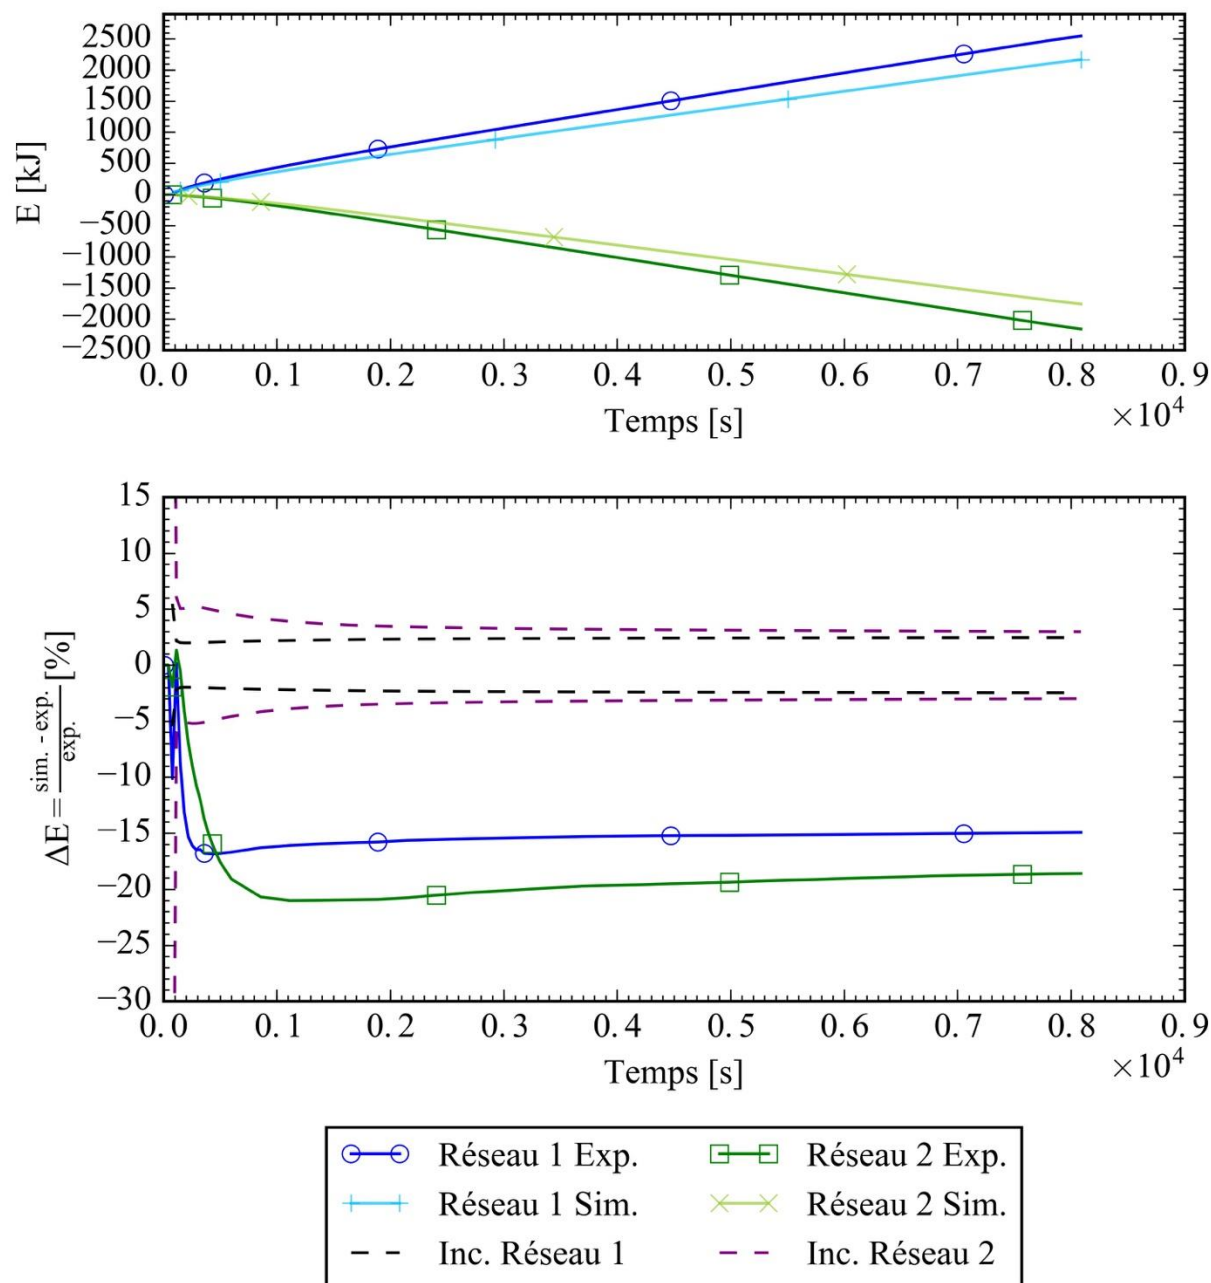 2500
2000
1500
1000
500
0
−500
−1000
−1500
−2000
−2500
E [kJ]
0.0 0.1 0.2 0.3 0.4 0.5 0.6 0.7 0.8 0.9
Temps [s]
×10⁴
15
10
5
0
−5
−10
−15
−20
−25
−30
ΔE = sim. - exp. / exp. [%]
0.0 0.1 0.2 0.3 0.4 0.5 0.6 0.7 0.8 0.9
Temps [s]
×10⁴
Réseau 1 Exp. Réseau 2 Exp.
Réseau 1 Sim. Réseau 2 Sim.
Inc. Réseau 1 Inc. Réseau 2